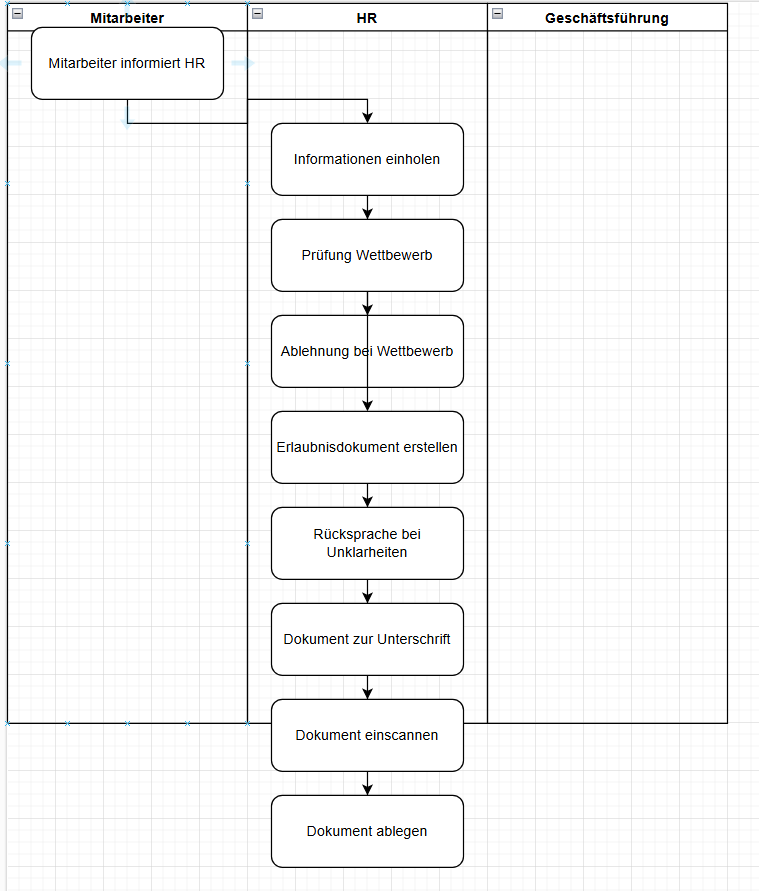 Mitarbeiter
HR
Geschäftsführung
Mitarbeiter informiert HR
Informationen einholen
Prüfung Wettbewerb
Ablehnung bei Wettbewerb
Erlaubnisdokument erstellen
Rücksprache bei
Unklarheiten
Dokument zur Unterschrift
Dokument einscannen
Dokument ablegen